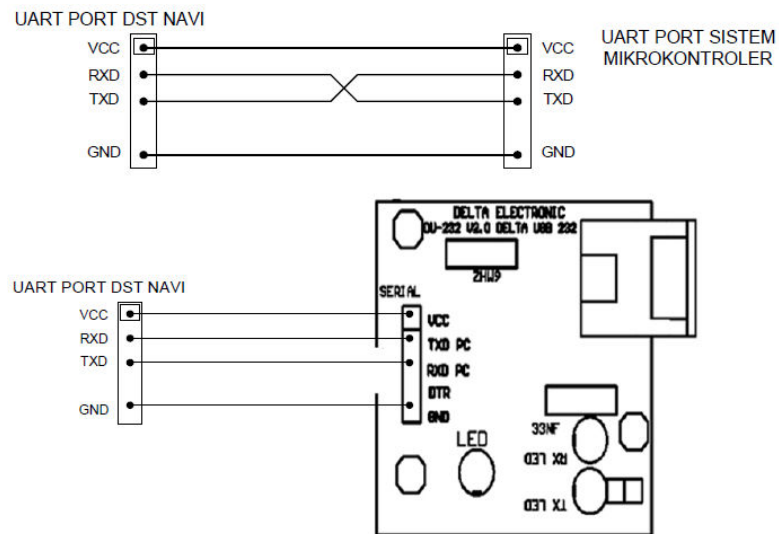 UART PORT DST NAVI
VCC
RXD
TXD
GND
VCC
RXD
TXD
GND
UART PORT SISTEM
MIKROKONTROLER
UART PORT DST NAVI
VCC
RXD
TXD
GND
DELTA ELECTRONIC
DU-232 V2.0 DELTA USB 232
SERIAL
VCC
TXD PC
RXD PC
DTR
GND
LED
33NF
RX LED
TX LED